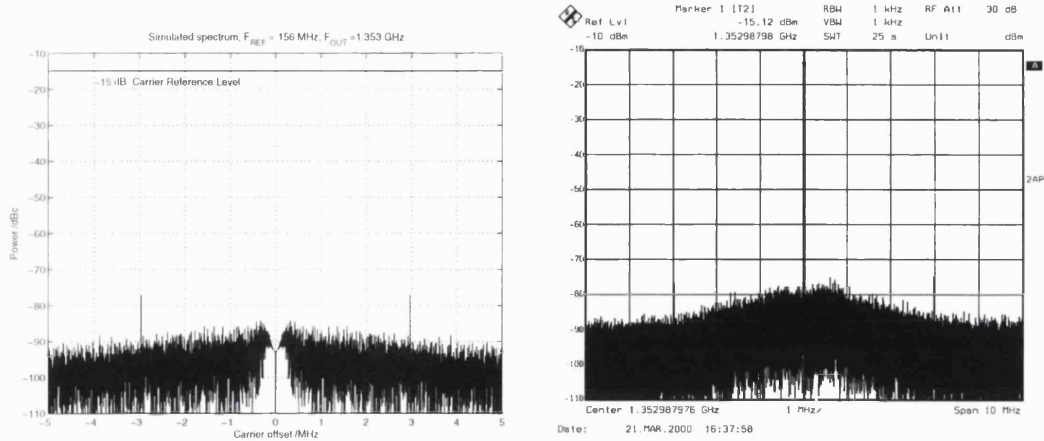 Simulated spectrum, F_REF = 156 MHz, F_OUT =1.353 GHz
-10
-15 dB Carrier Reference Level
-20
-30
-40
-50
-60
-70
-80
-90
-100
-110
Power /dBc
-5 -4 -3 -2 -1 0 1 2 3 4 5
Carrier offset /MHz
Marker 1 [T2] RBW 1 kHz RF Att 30 dB
Ref Lvl -15.12 dBm VBW 1 kHz
-10 dBm 1.35298798 GHz SWT 25 s Unit dBm
-10
A
-20
-30
-40
-50
2AP
-60
-70
-80
-90
-100
-110
Center 1.352987976 GHz 1 MHz/ Span 10 MHz
Date: 21.MAR.2000 16:37:58